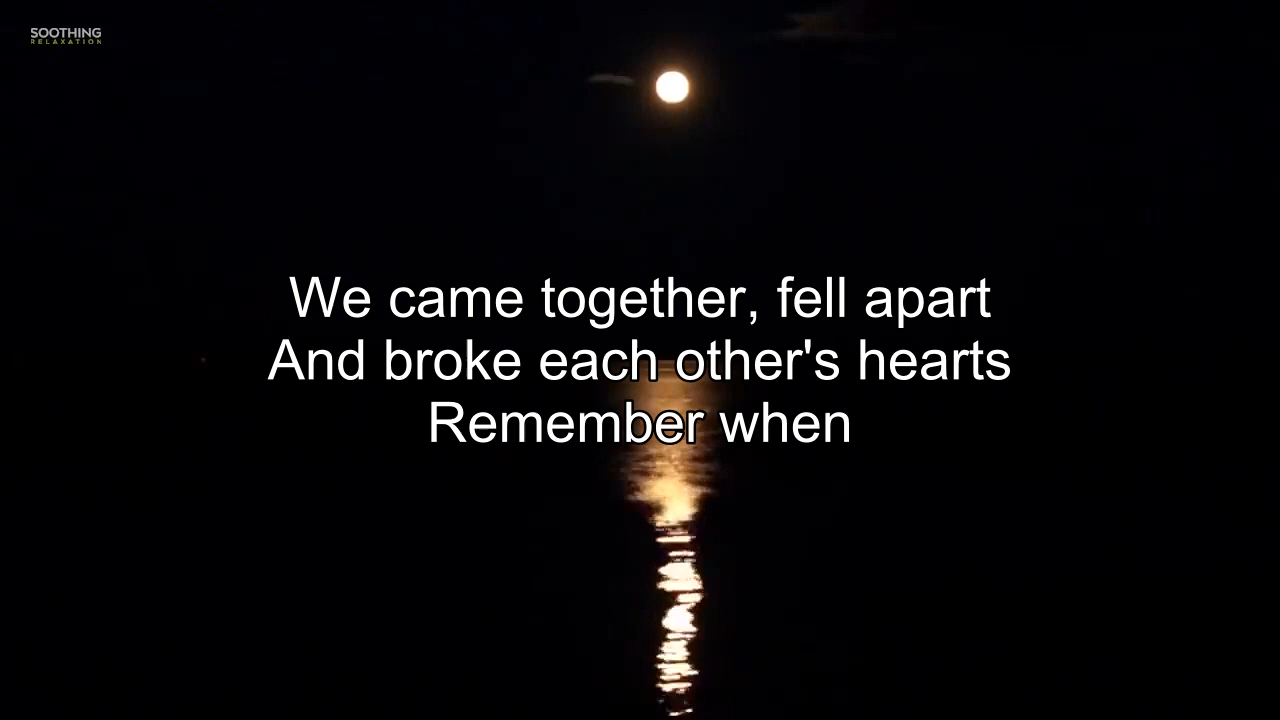 SOOTHING
RELAXATION
We came together, fell apart
And broke each other's hearts
Remember when